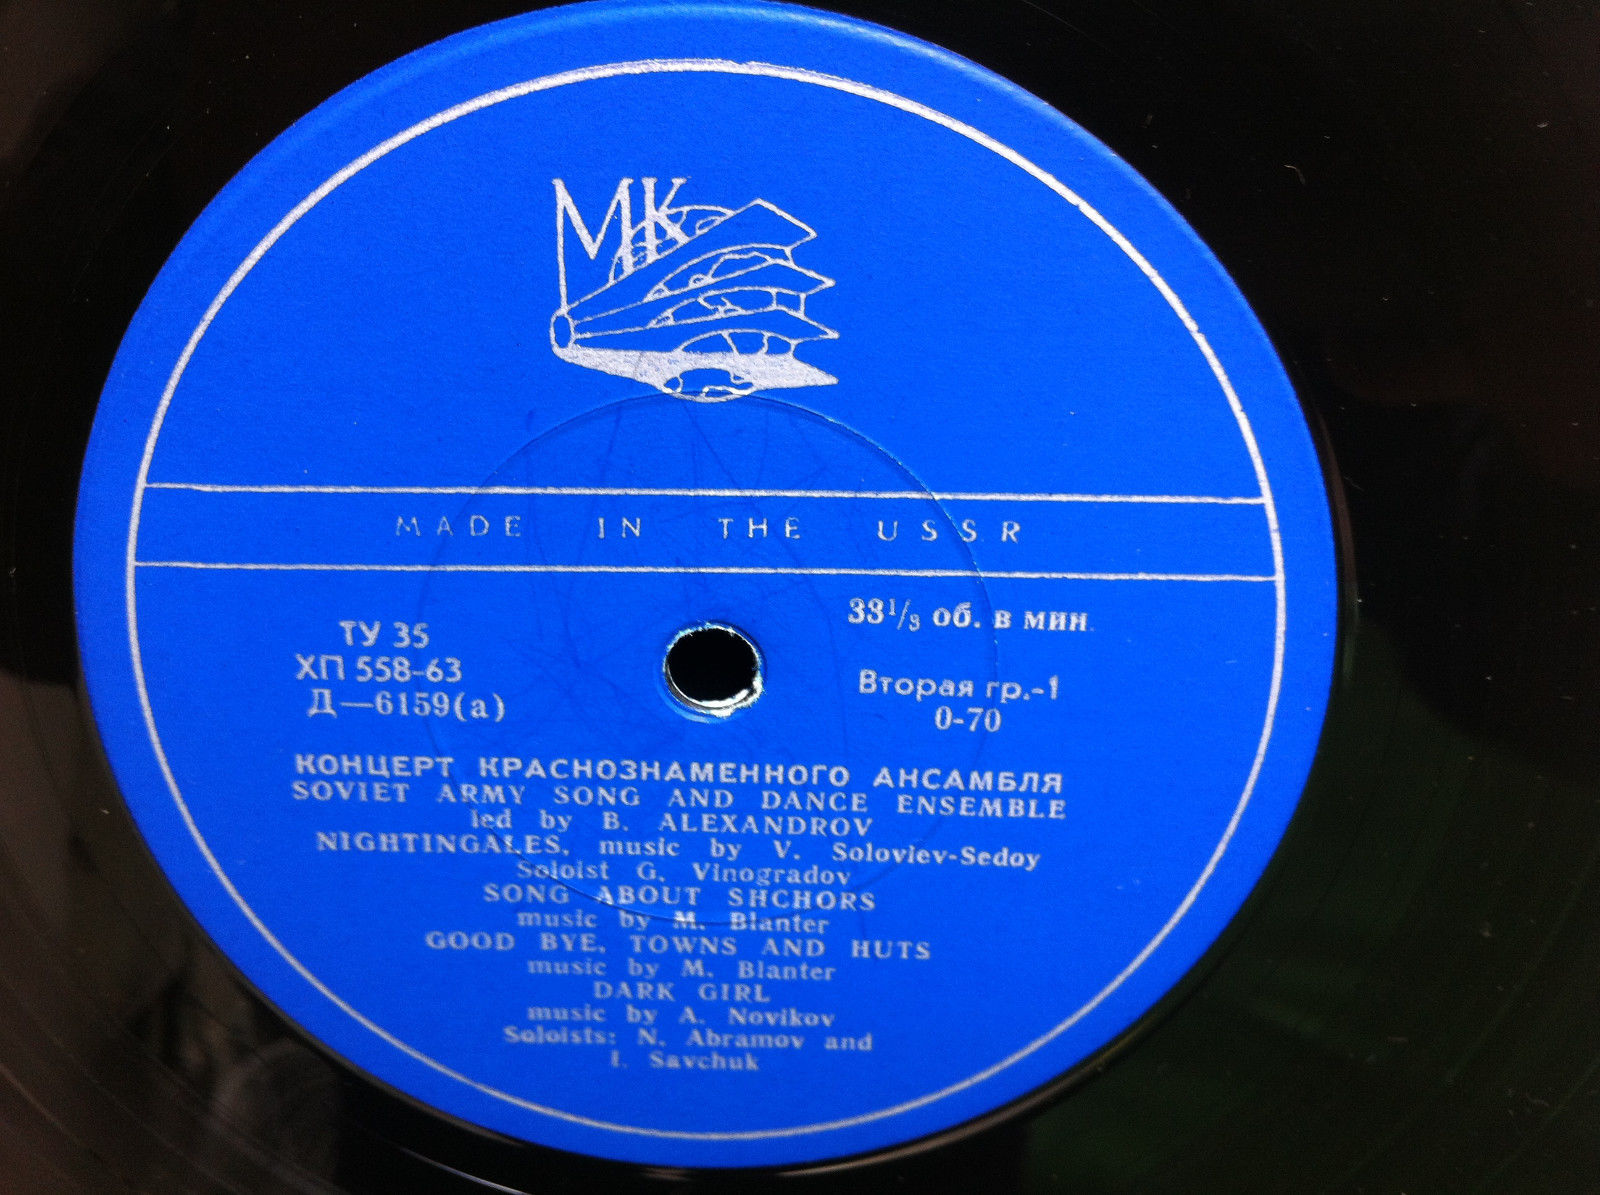 МК
MADE IN THE USSR
33⅓ об. в мин.
ТУ 35
ХП 558-63
Д—6159(а)
Вторая гр.-1
0-70
КОНЦЕРТ КРАСНОЗНАМЕННОГО АНСАМБЛЯ
SOVIET ARMY SONG AND DANCE ENSEMBLE
led by B. ALEXANDROV
NIGHTINGALES, music by V. Soloviev-Sedoy
Soloist G. Vinogradov
SONG ABOUT SHCHORS
music by M. Blanter
GOOD BYE, TOWNS AND HUTS
music by M. Blanter
DARK GIRL
music by A. Novikov
Soloists: N. Abramov and
I. Savchuk